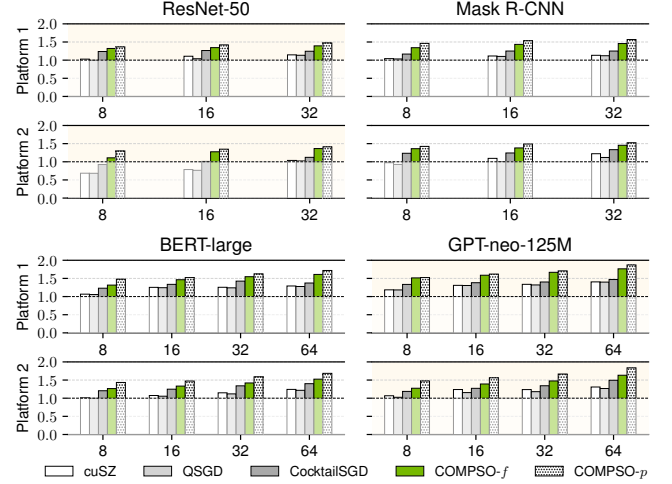 ResNet-50 Mask R-CNN
Platform 1
2.0
1.5
1.0
0.5
0.0
8 16 32 8 16 32
Platform 2
2.0
1.5
1.0
0.5
0.0
8 16 32 8 16 32
BERT-large GPT-neo-125M
Platform 1
2.0
1.5
1.0
0.5
0.0
8 16 32 64 8 16 32 64
Platform 2
2.0
1.5
1.0
0.5
0.0
8 16 32 64 8 16 32 64
cuSZ QSGD CocktailSGD COMPSO-f COMPSO-p